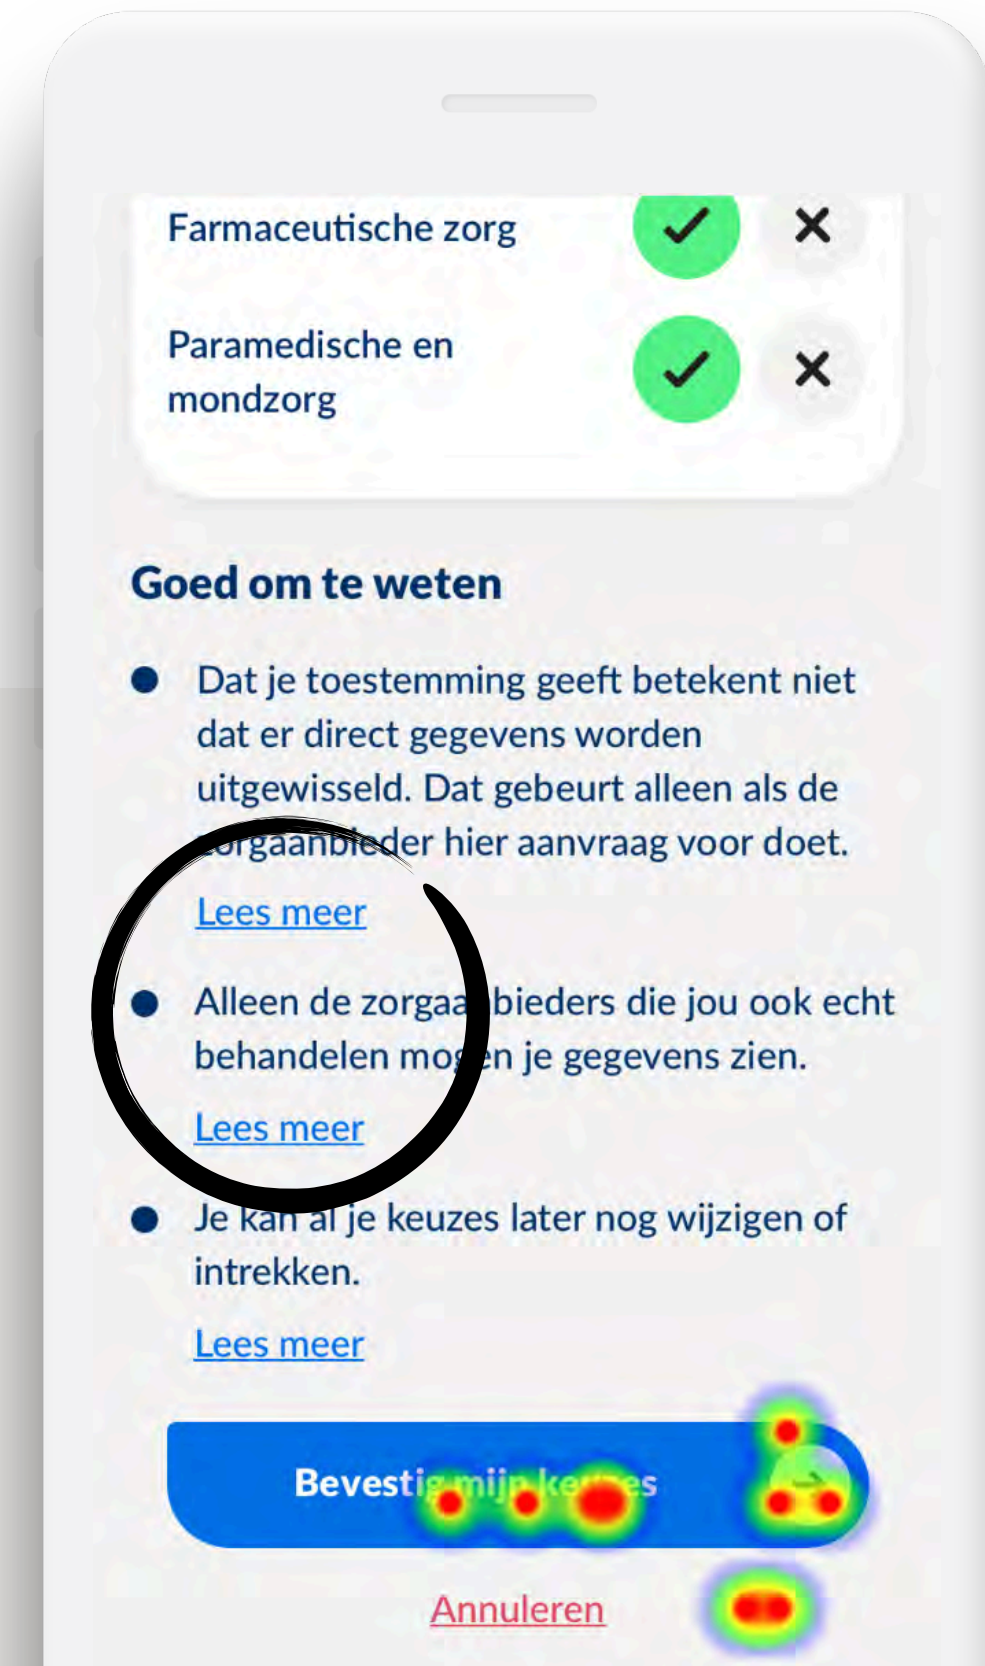 Farmaceutische zorg
Paramedische en
mondzorg
Goed om te weten
Dat je toestemming geeft betekent niet
dat er direct gegevens worden
uitgewisseld. Dat gebeurt alleen als de
zorgaanbieder hier aanvraag voor doet.
Lees meer
Alleen de zorgaanbieders die jou ook echt
behandelen mogen je gegevens zien.
Lees meer
Je kan al je keuzes later nog wijzigen of
intrekken.
Lees meer
Bevestig mijn keuzes
Annuleren